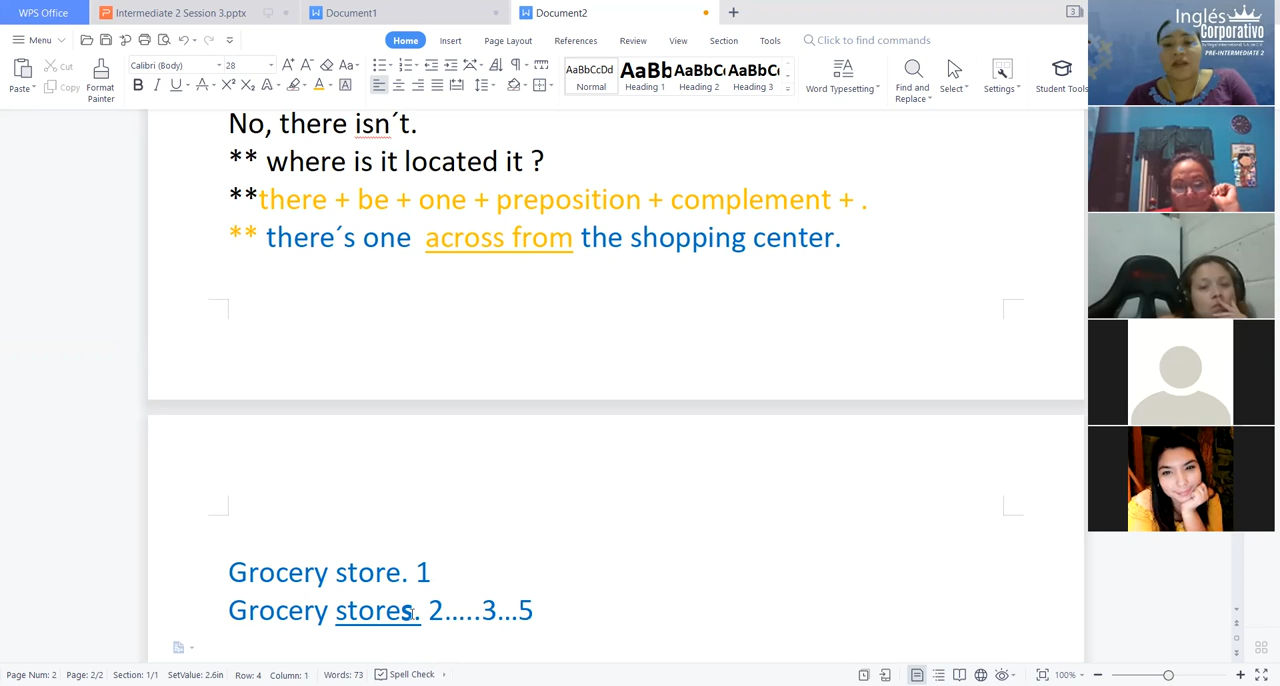 WPS Office
Intermediate 2 Session 3.pptx
Document1
Document2
3
Menu
Home
Insert
Page Layout
References
Review
View
Section
Tools
Click to find commands
Paste
Cut
Copy
Format
Painter
Calibri (Body)
28
AaBbCcDd
Normal
AaBb
Heading 1
AaBbCc
Heading 2
AaBbCc
Heading 3
Word Typesetting
Find and
Replace
Select
Settings
Student Tools
No, there isn´t.
** where is it located it ?
**there + be + one + preposition + complement + .
** there´s one across from the shopping center.
Grocery store. 1
Grocery stores. 2.....3...5
Page Num: 2 Page: 2/2 Section: 1/1 SetValue: 2.6in Row: 4 Column: 1 Words: 73 Spell Check
100%
Inglés
Corporativo
PRE-INTERMEDIATE 2